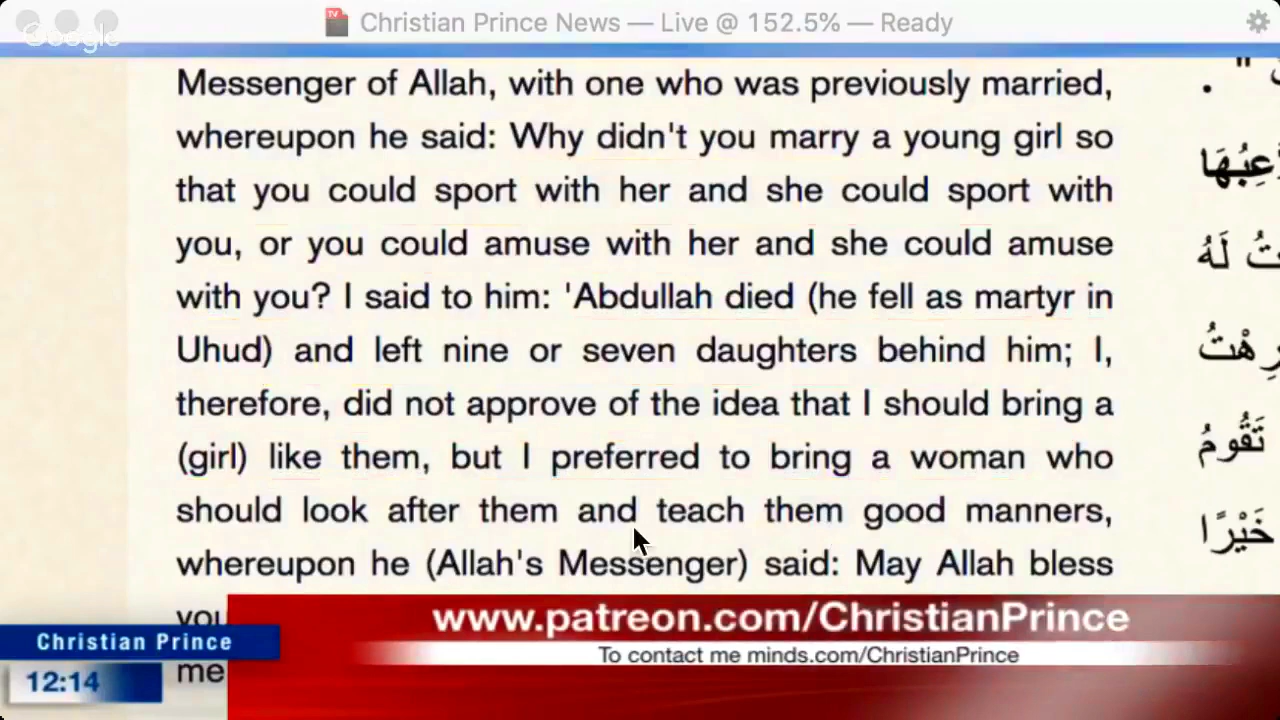 Christian Prince News — Live @ 152.5% — Ready
Google
Messenger of Allah, with one who was previously married,
whereupon he said: Why didn't you marry a young girl so
that you could sport with her and she could sport with
you, or you could amuse with her and she could amuse
with you? I said to him: 'Abdullah died (he fell as martyr in
Uhud) and left nine or seven daughters behind him; I,
therefore, did not approve of the idea that I should bring a
(girl) like them, but I preferred to bring a woman who
should look after them and teach them good manners,
whereupon he (Allah's Messenger) said: May Allah bless
you
me
لَهُ
تَقُومُ
خَيْرًا
www.patreon.com/ChristianPrince
To contact me minds.com/ChristianPrince
Christian Prince
12:14